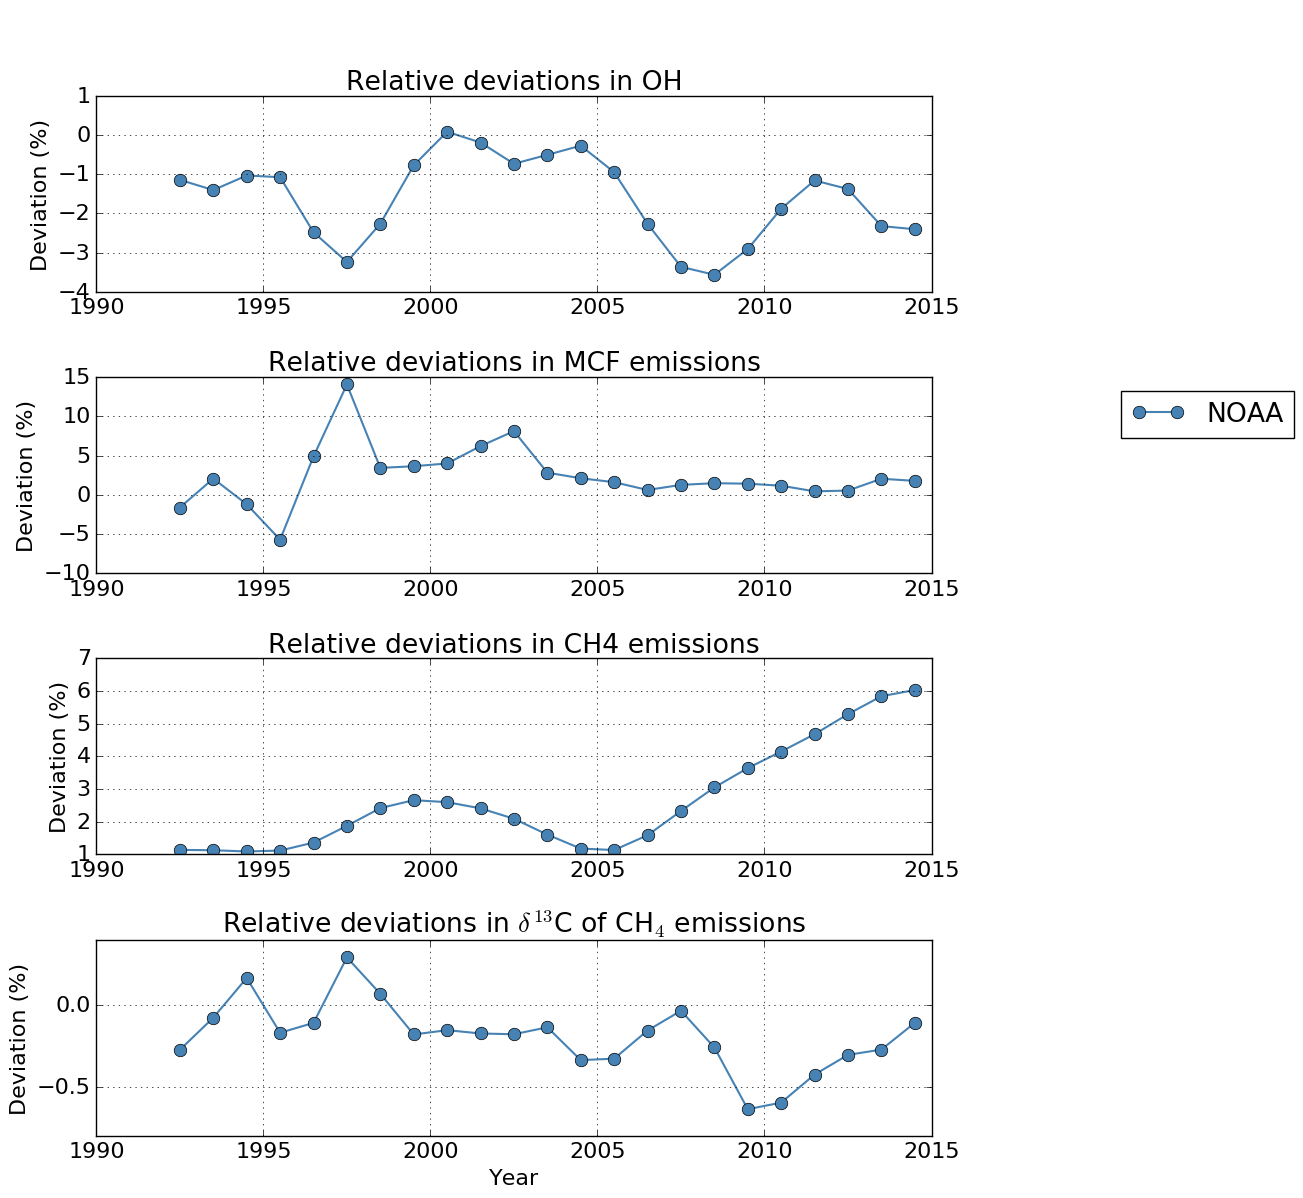 Relative deviations in OH
Deviation (%)
1
0
−1
−2
−3
−4
1990 1995 2000 2005 2010 2015
Relative deviations in MCF emissions
Deviation (%)
15
10
5
0
−5
−10
1990 1995 2000 2005 2010 2015
NOAA
Relative deviations in CH4 emissions
Deviation (%)
7
6
5
4
3
2
1
1990 1995 2000 2005 2010 2015
Relative deviations in δ¹³C of CH₄ emissions
Deviation (%)
0.0
−0.5
1990 1995 2000 2005 2010 2015
Year